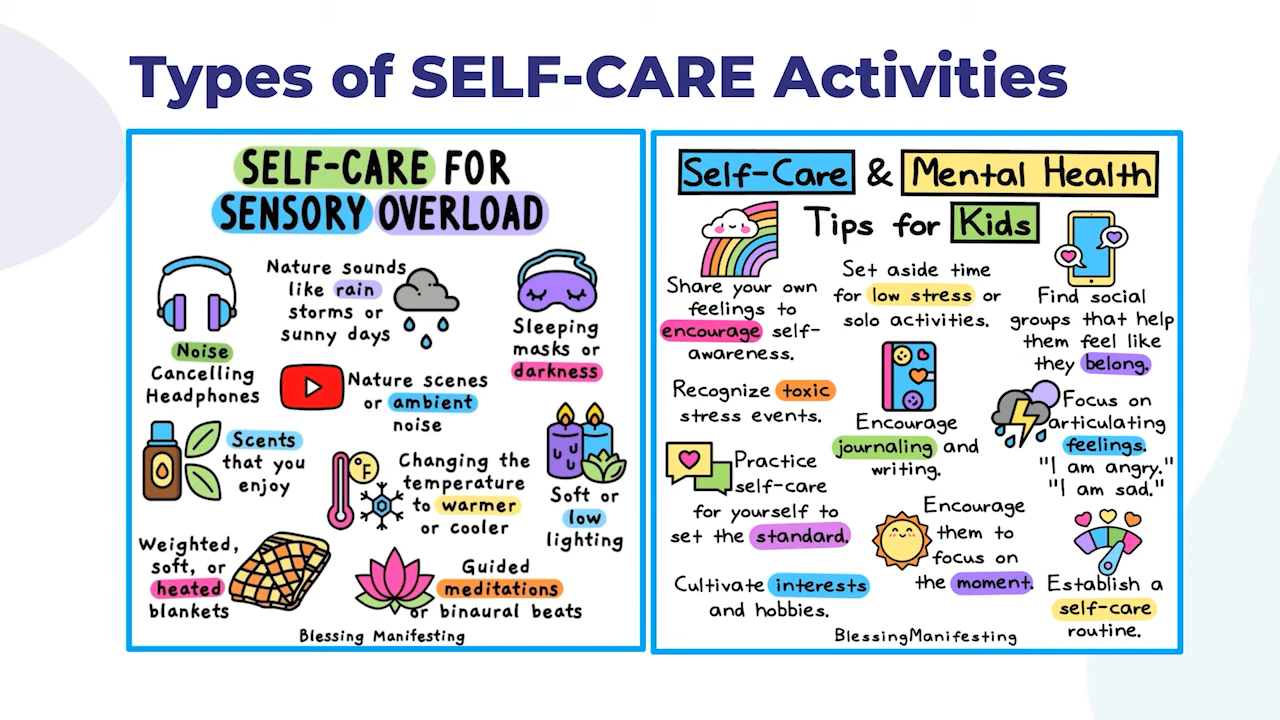 Types of SELF-CARE Activities
SELF-CARE FOR
SENSORY OVERLOAD
Noise
Cancelling
Headphones
Nature sounds
like rain
storms or
sunny days
Sleeping
masks or
darkness
Nature scenes
or ambient
noise
Scents
that you
enjoy
°F
Changing the
temperature
to warmer
or cooler
Soft or
low
lighting
Weighted,
soft, or
heated
blankets
Guided
meditations
or binaural beats
Blessing Manifesting
Self-Care & Mental Health
Tips for Kids
Share your own
feelings to
encourage self-
awareness.
Set aside time
for low stress or
solo activities.
Find social
groups that help
them feel like
they belong.
Recognize toxic
stress events.
Encourage
journaling and
writing.
Focus on
articulating
feelings.
"I am angry."
"I am sad."
Practice
self-care
for yourself to
set the standard.
Encourage
them to
focus on
the moment.
Cultivate interests
and hobbies.
Establish a
self-care
routine.
BlessingManifesting